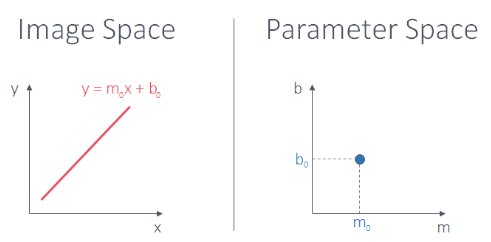 Image Space
Parameter Space
y
y = m₀x + b₀
x
b
b₀
m₀
m